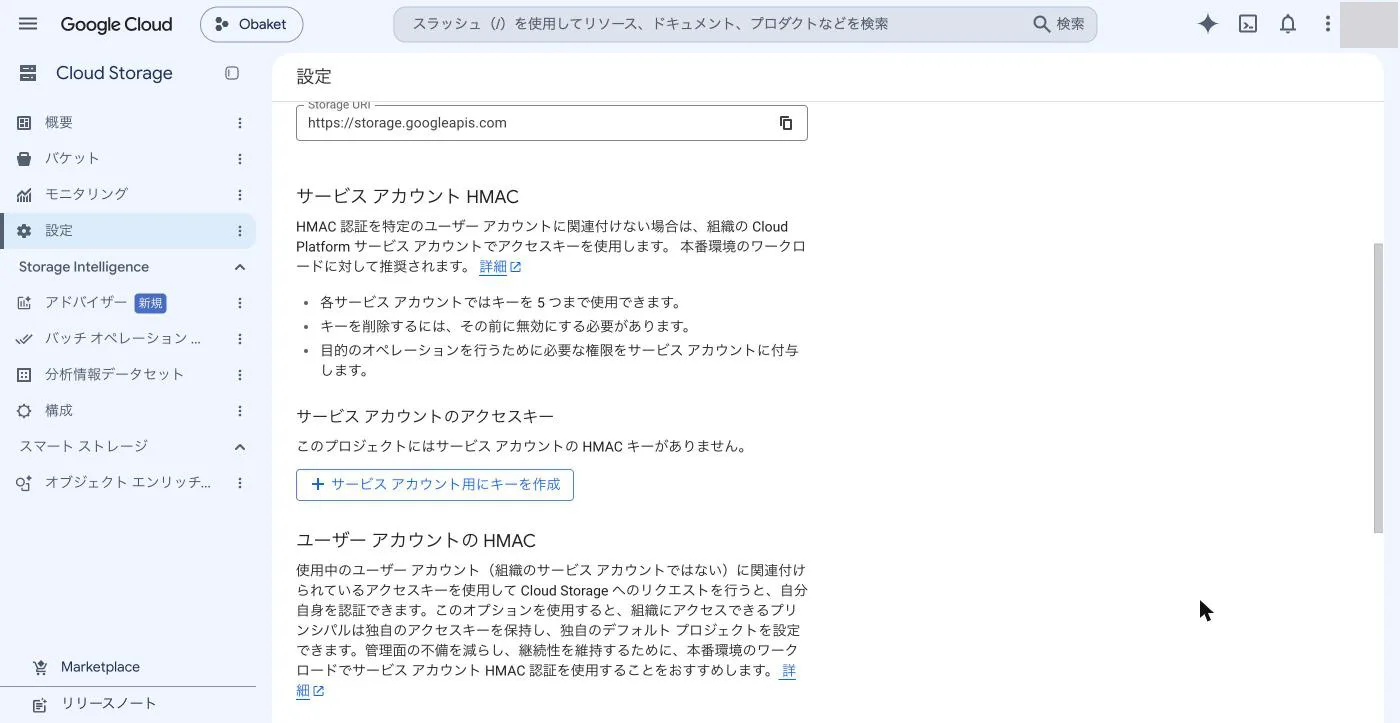 Google Cloud
Obaket
スラッシュ（/）を使用してリソース、ドキュメント、プロダクトなどを検索
検索
Cloud Storage
概要
バケット
モニタリング
設定
Storage Intelligence
アドバイザー 新規
バッチ オペレーション ...
分析情報データセット
構成
スマート ストレージ
オブジェクト エンリッチ...
Marketplace
リリースノート
設定
Storage URI
https://storage.googleapis.com
サービス アカウント HMAC
HMAC 認証を特定のユーザー アカウントに関連付けない場合は、組織の Cloud
Platform サービス アカウントでアクセスキーを使用します。 本番環境のワークロ
ードに対して推奨されます。 詳細
• 各サービス アカウントではキーを 5 つまで使用できます。
• キーを削除するには、その前に無効にする必要があります。
• 目的のオペレーションを行うために必要な権限をサービス アカウントに付与
します。
サービス アカウントのアクセスキー
このプロジェクトにはサービス アカウントの HMAC キーがありません。
+ サービス アカウント用にキーを作成
ユーザー アカウントの HMAC
使用中のユーザー アカウント（組織のサービス アカウントではない）に関連付け
られているアクセスキーを使用して Cloud Storage へのリクエストを行うと、自分
自身を認証できます。このオプションを使用すると、組織にアクセスできるプリ
ンシパルは独自のアクセスキーを保持し、独自のデフォルト プロジェクトを設定
できます。管理面の不備を減らし、継続性を維持するために、本番環境のワーク
ロードでサービス アカウント HMAC 認証を使用することをおすすめします。 詳
細